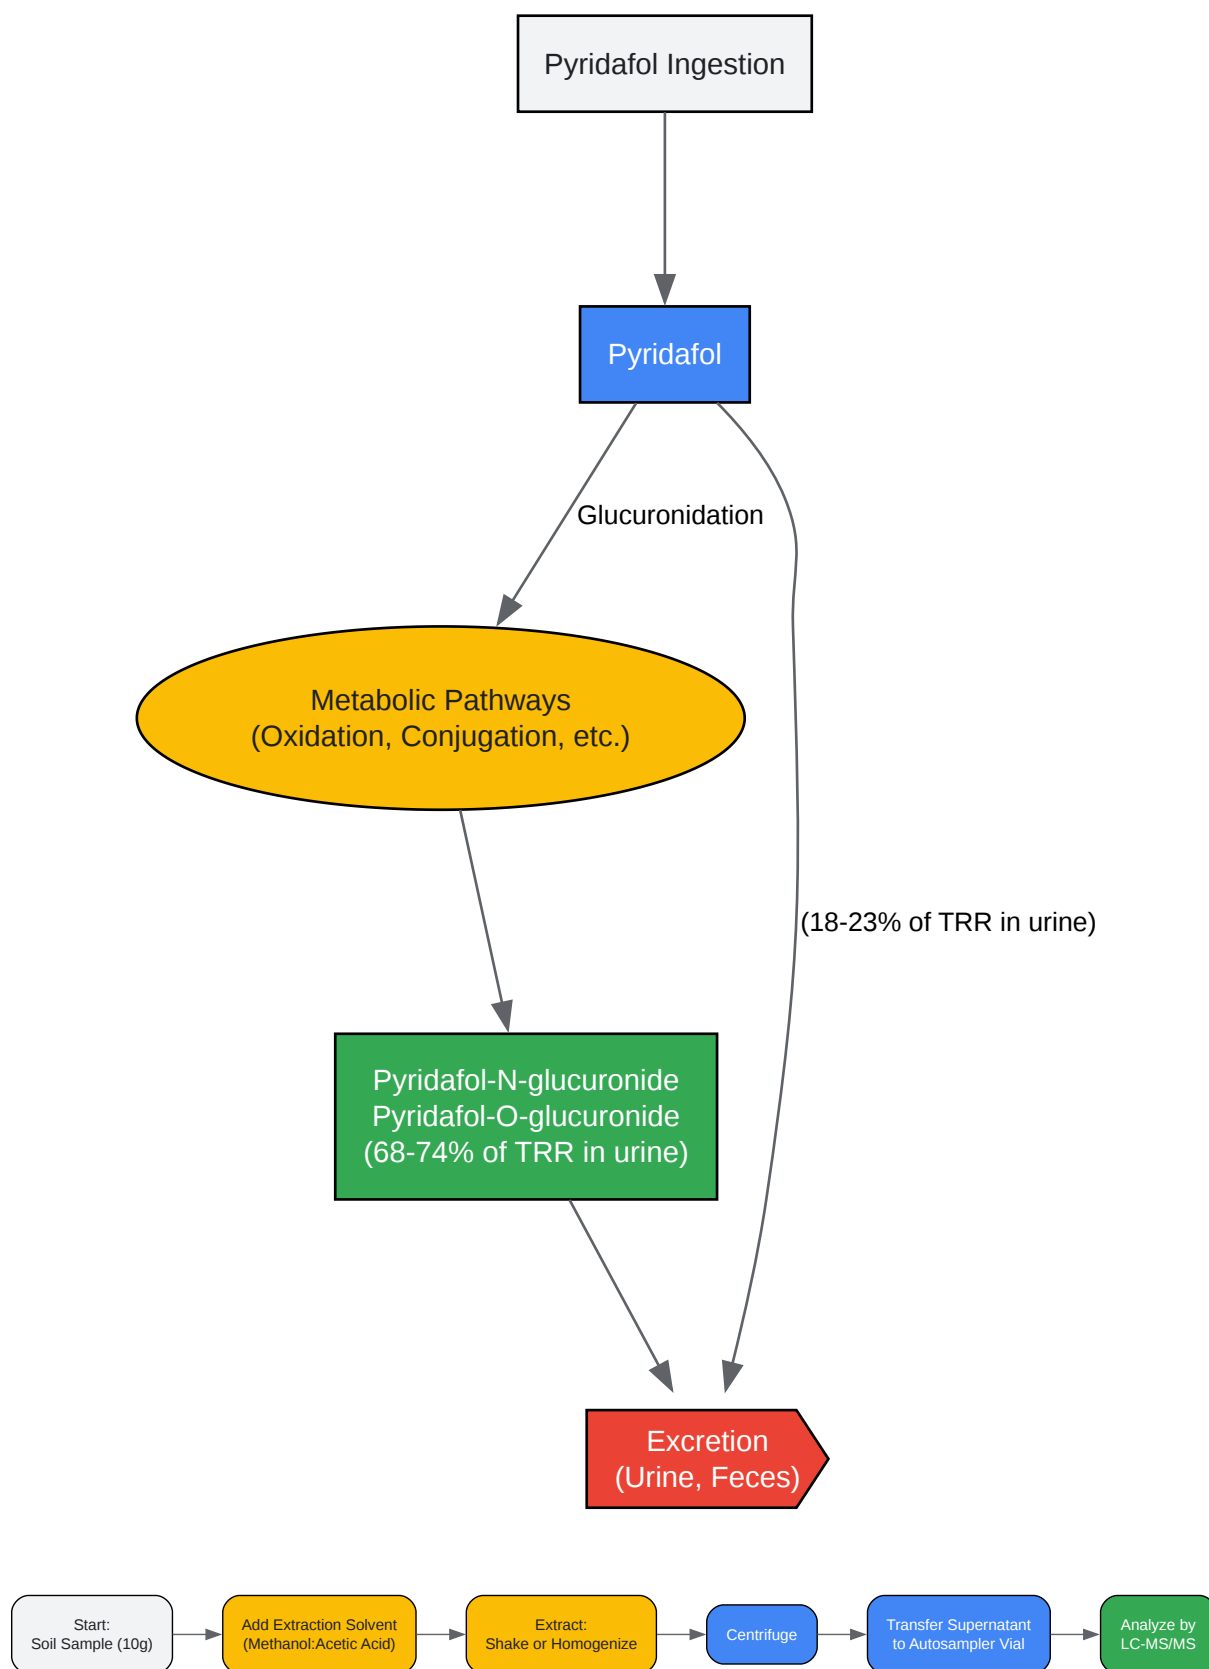 Pyridafol Ingestion
Pyridafol
Glucuronidation
Metabolic Pathways
(Oxidation, Conjugation, etc.)
(18-23% of TRR in urine)
Pyridafol-N-glucuronide
Pyridafol-O-glucuronide
(68-74% of TRR in urine)
Excretion
(Urine, Feces)
Start:
Soil Sample (10g)
Add Extraction Solvent
(Methanol:Acetic Acid)
Extract:
Shake or Homogenize
Centrifuge
Transfer Supernatant
to Autosampler Vial
Analyze by
LC-MS/MS